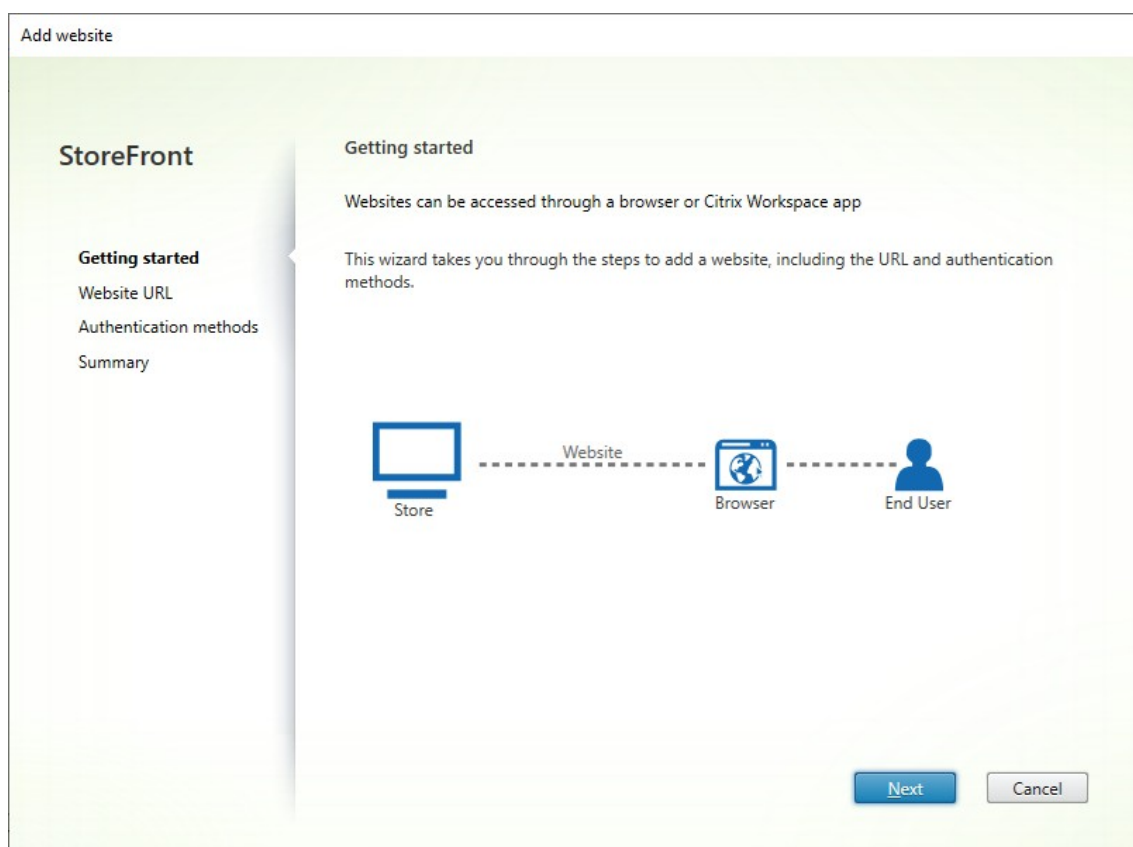 Add website
StoreFront
Getting started
Website URL
Authentication methods
Summary
Getting started
Websites can be accessed through a browser or Citrix Workspace app
This wizard takes you through the steps to add a website, including the URL and authentication
methods.
Website
Store
Browser
End User
Next
Cancel